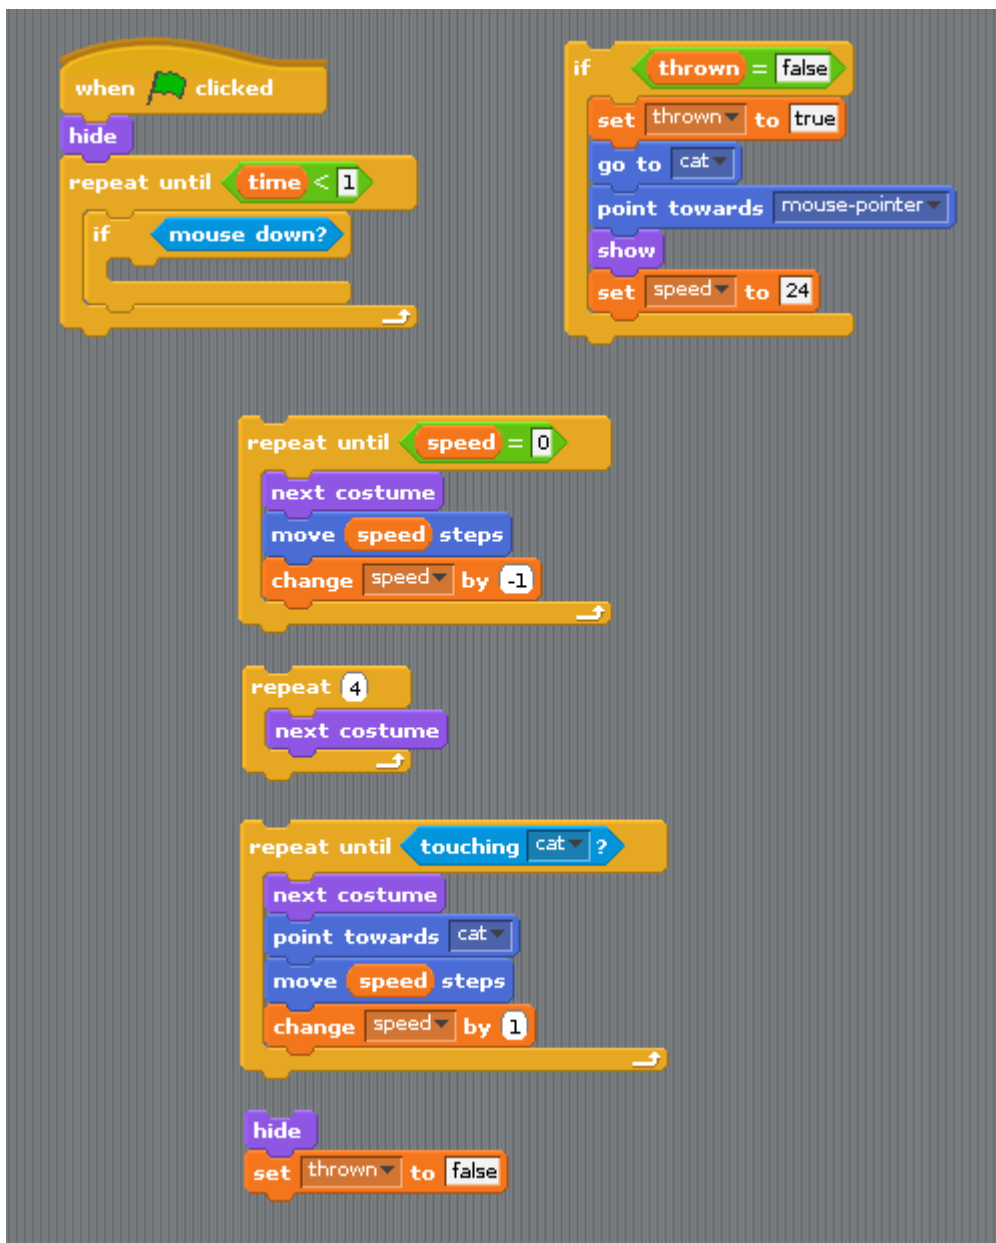 when clicked
hide
repeat until time < 1
if mouse down?
if thrown = false
set thrown to true
go to cat
point towards mouse-pointer
show
set speed to 24
repeat until speed = 0
next costume
move speed steps
change speed by -1
repeat 4
next costume
repeat until touching cat ?
next costume
point towards cat
move speed steps
change speed by 1
hide
set thrown to false